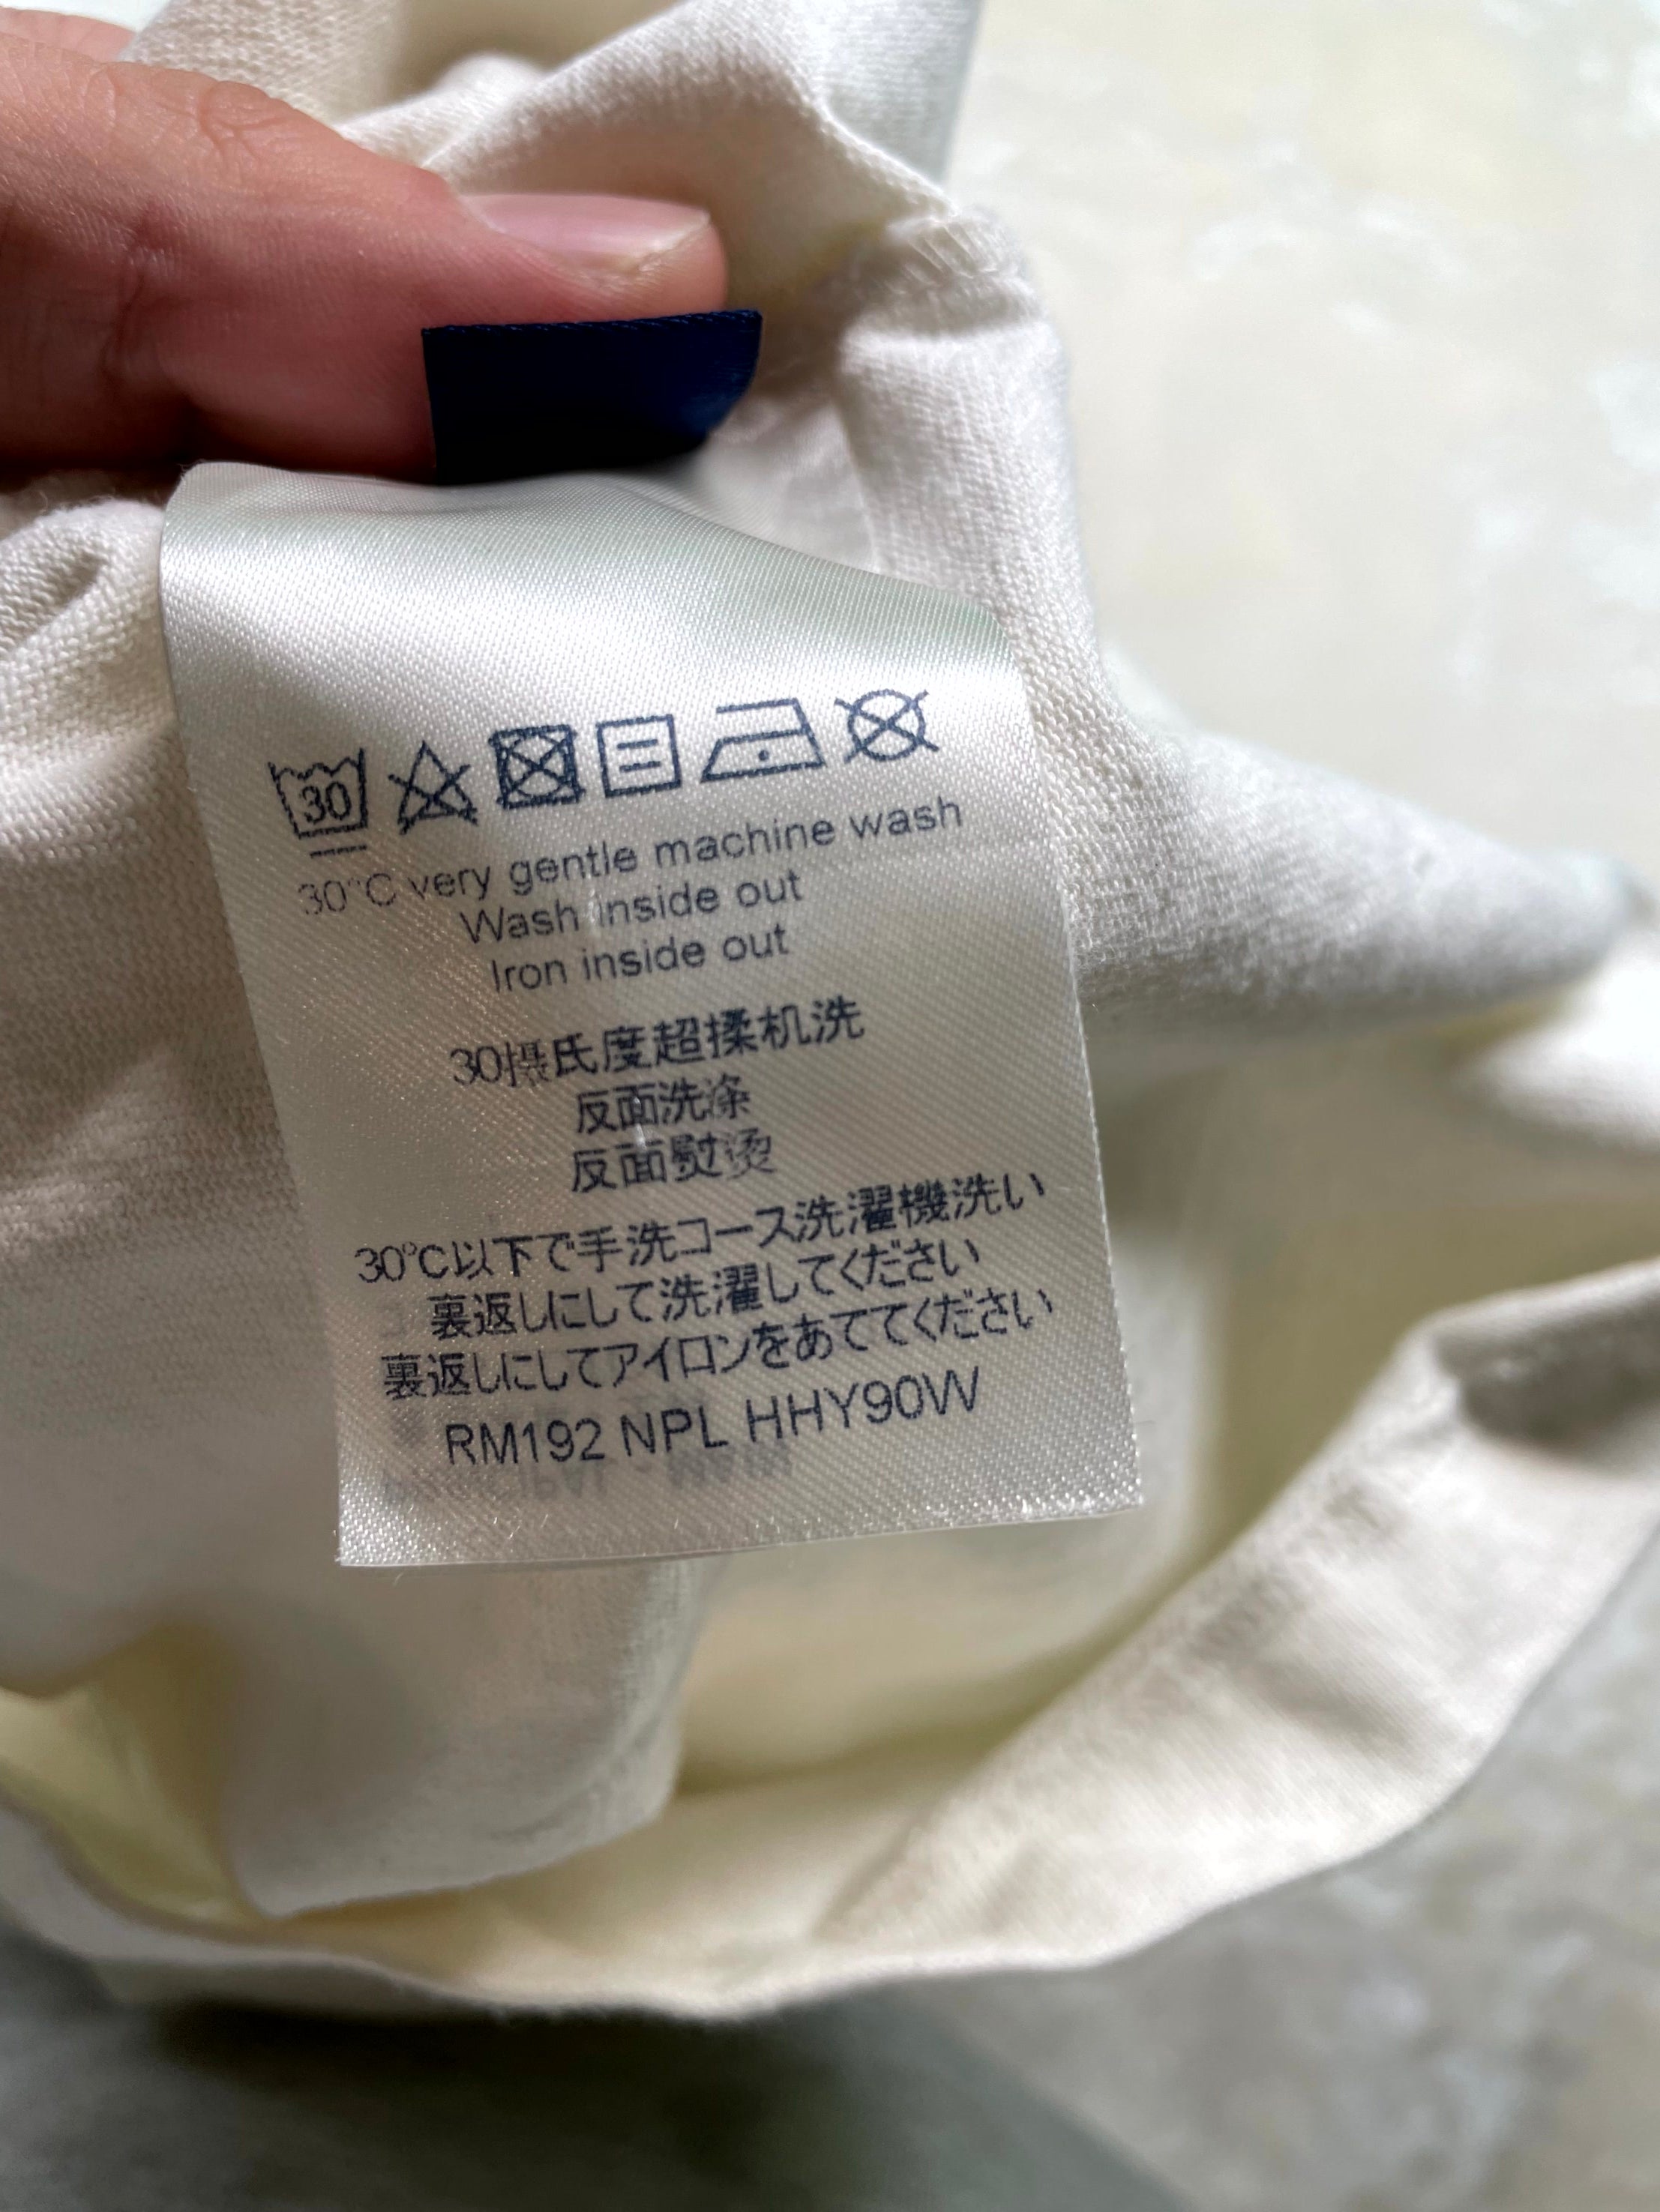 30
30°C very gentle machine wash
Wash inside out
Iron inside out
30摄氏度超揉机洗
反面洗涤
反面熨烫
30℃以下で手洗コース洗濯機洗い
裏返しにして洗濯してください
裏返しにしてアイロンをあててください
RM192 NPL HHY90W